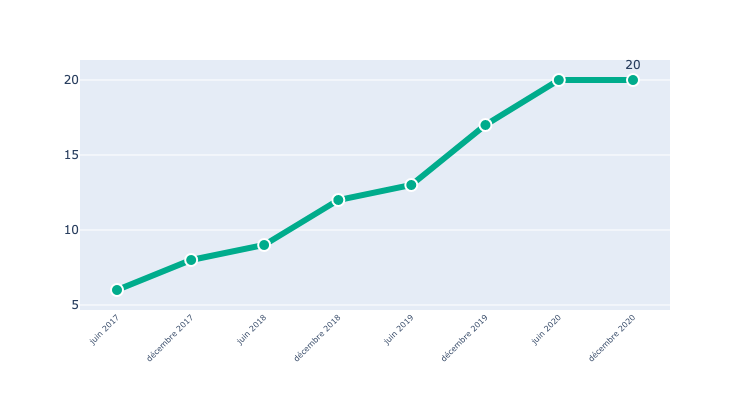 20
20
15
10
5
juin 2017
décembre 2017
juin 2018
décembre 2018
juin 2019
décembre 2019
juin 2020
décembre 2020